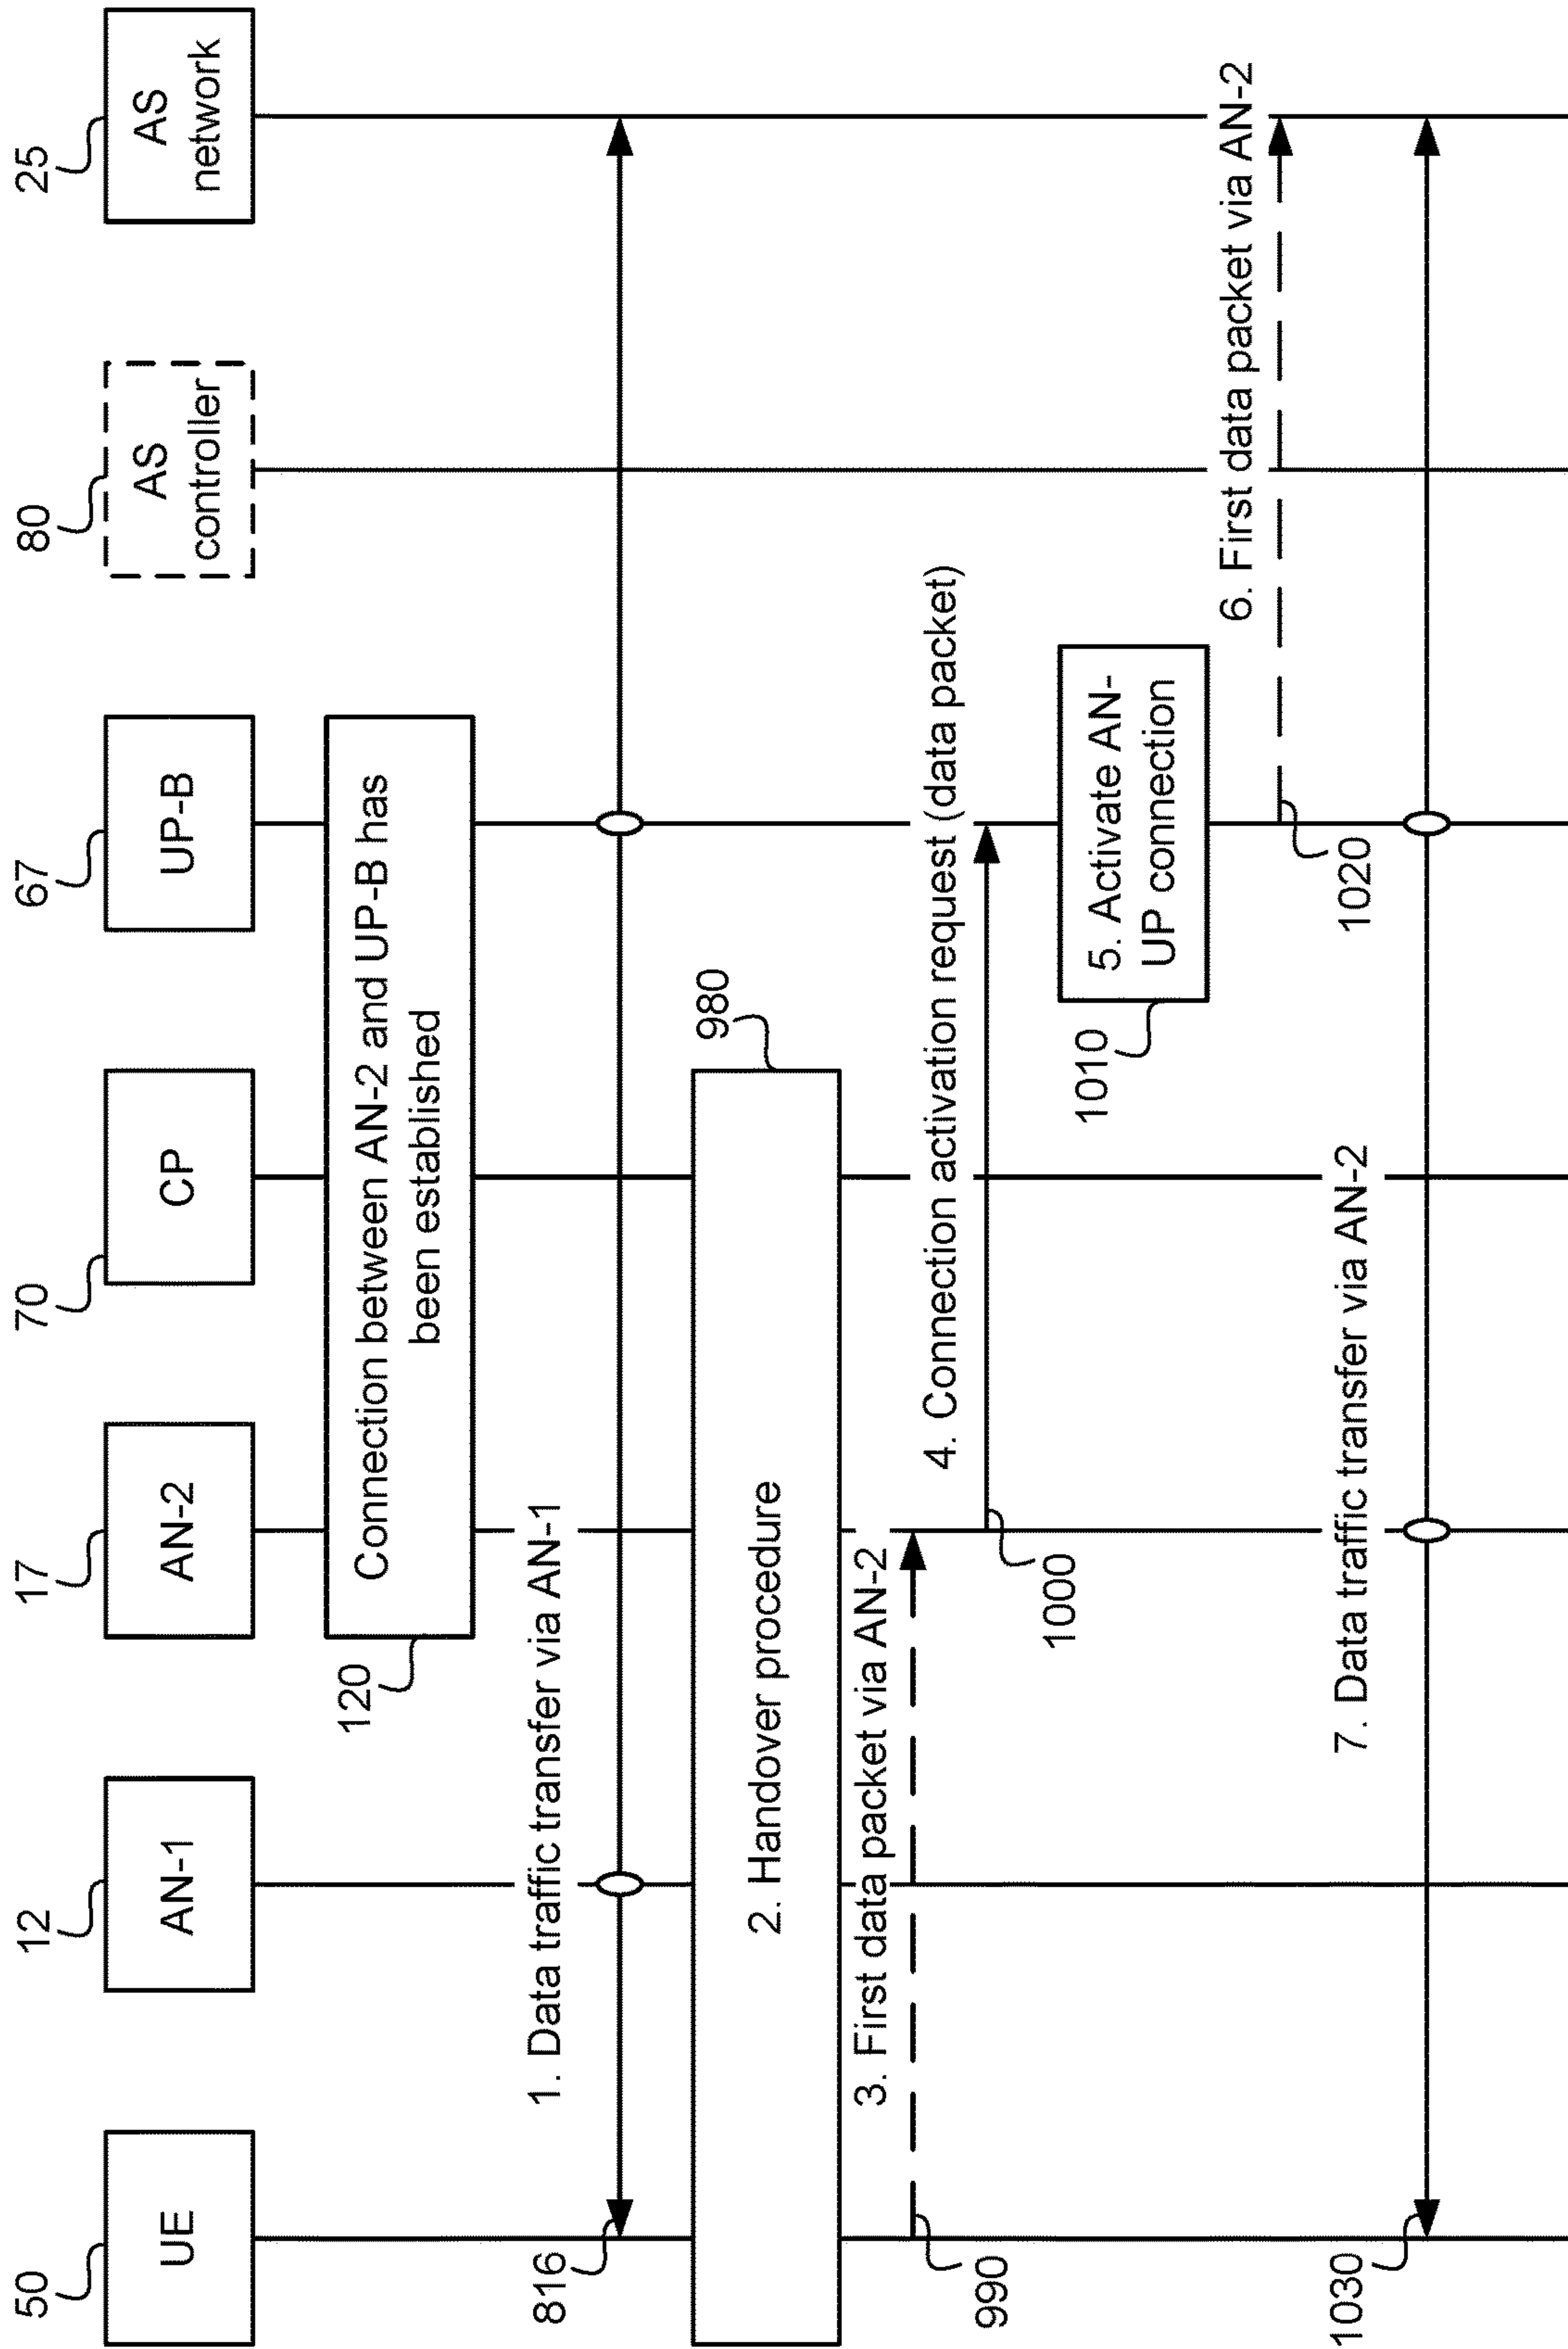 50
UE
12
AN-1
17
AN-2
70
CP
67
UP-B
80
AS
controller
25
AS
network
120
Connection between AN-2 and UP-B has
been established
1. Data traffic transfer via AN-1
816
2. Handover procedure
980
3. First data packet via AN-2
990
4. Connection activation request (data packet)
1000
5. Activate AN-
UP connection
1010
6. First data packet via AN-2
1020
7. Data traffic transfer via AN-2
1030